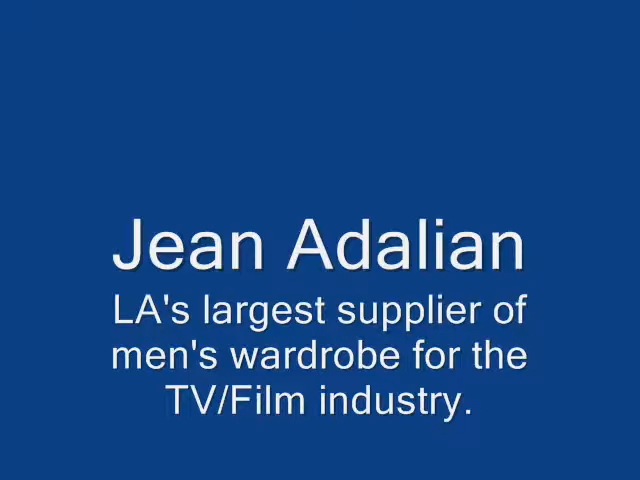 Jean Adalian
LA's largest supplier of
men's wardrobe for the
TV/Film industry.